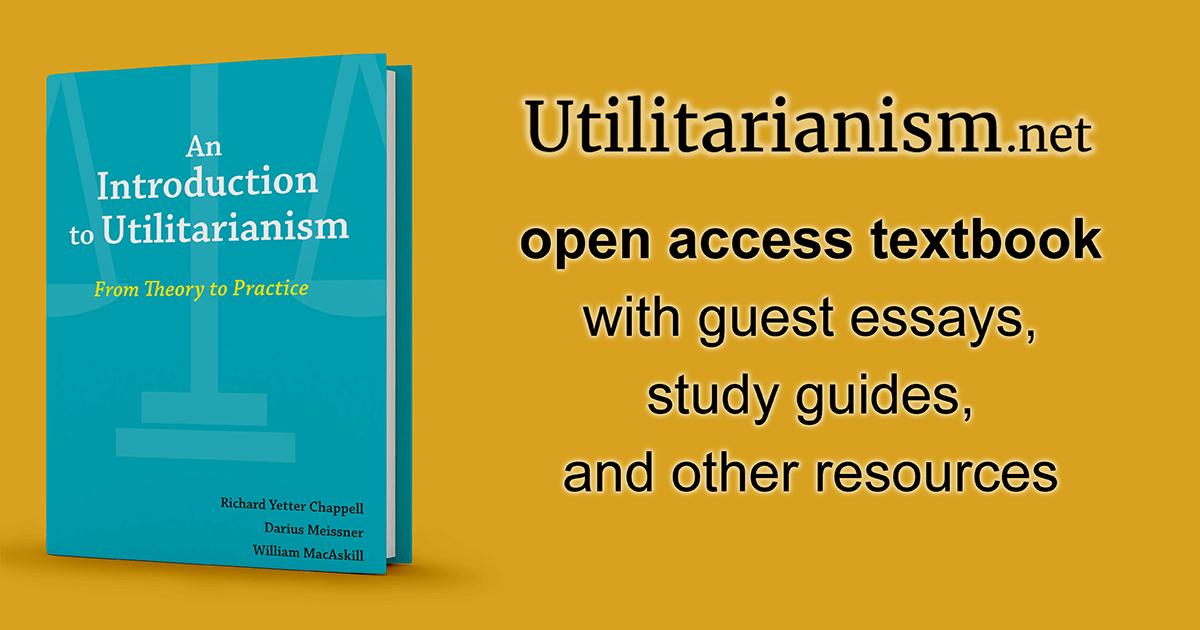 An
Introduction
to Utilitarianism
From Theory to Practice
Richard Yetter Chappell
Darius Meissner
William MacAskill
Utilitarianism.net
open access textbook
with guest essays,
study guides,
and other resources